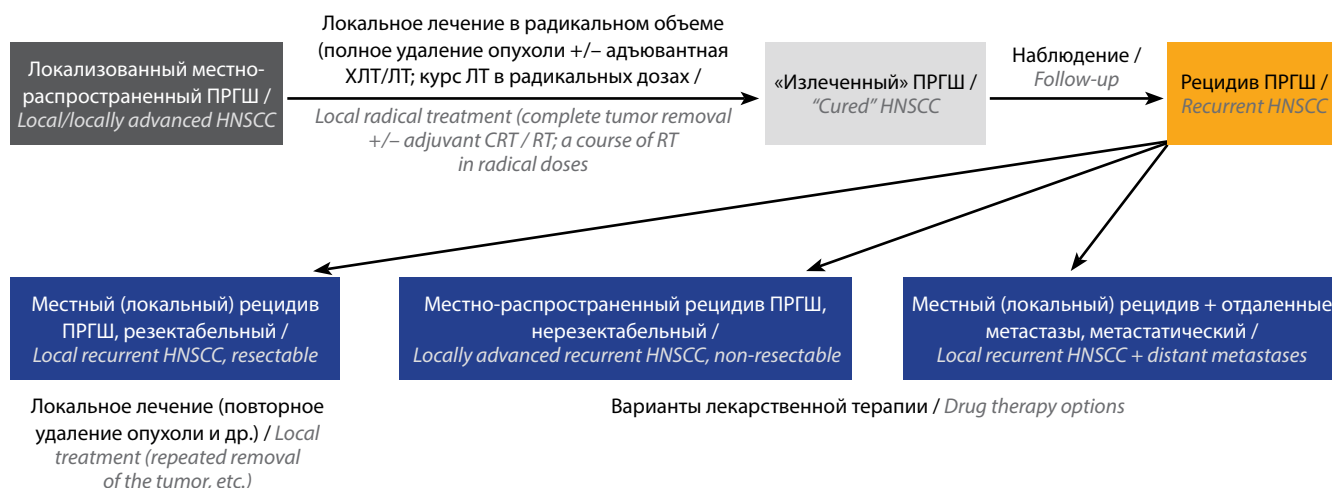 Локализованный местно-
распространенный ПРГШ /
Local/locally advanced HNSCC
Локальное лечение в радикальном объеме
(полное удаление опухоли +/– адъювантная
ХЛТ/ЛТ; курс ЛТ в радикальных дозах /
Local radical treatment (complete tumor removal
+/– adjuvant CRT / RT; a course of RT
in radical doses
«Излеченный» ПРГШ /
“Cured” HNSCC
Наблюдение /
Follow-up
Рецидив ПРГШ /
Recurrent HNSCC
Местный (локальный) рецидив
ПРГШ, резектабельный /
Local recurrent HNSCC, resectable
Местно-распространенный рецидив ПРГШ,
нерезектабельный /
Locally advanced recurrent HNSCC, non-resectable
Местный (локальный) рецидив + отдаленные
метастазы, метастатический /
Local recurrent HNSCC + distant metastases
Локальное лечение (повторное
удаление опухоли и др.) / Local
treatment (repeated removal
of the tumor, etc.)
Варианты лекарственной терапии / Drug therapy options